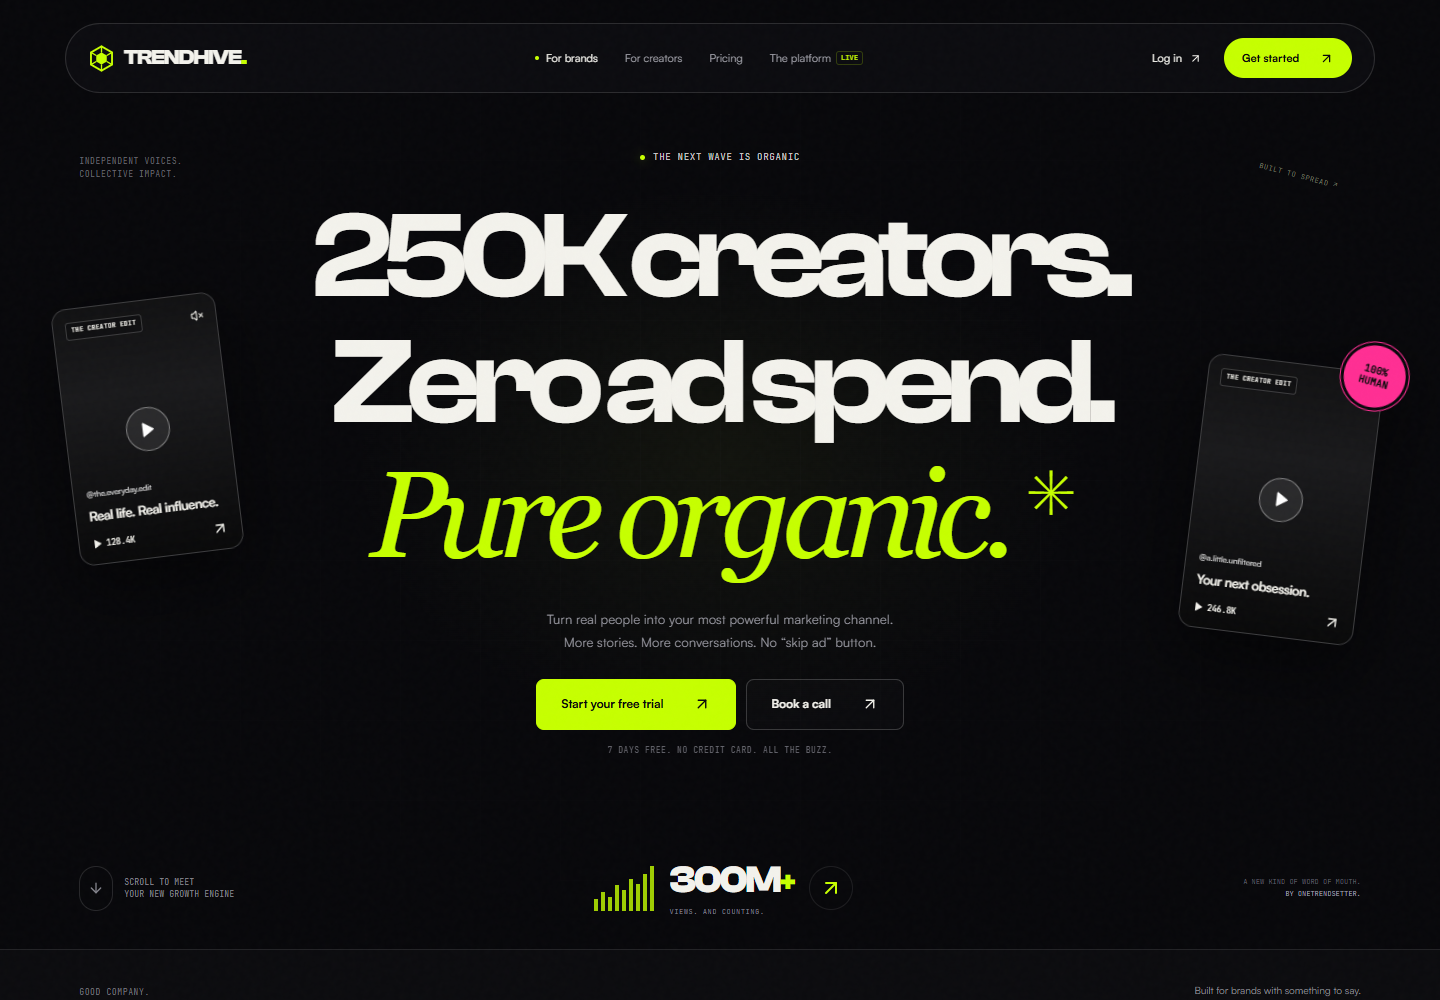 TRENDHIVE.
For brands
For creators
Pricing
The platform LIVE
Log in
Get started
INDEPENDENT VOICES.
COLLECTIVE IMPACT.
THE NEXT WAVE IS ORGANIC
BUILT TO SPREAD ↗
250K creators.
Zero ad spend.
Pure organic.
THE CREATOR EDIT
@the.everyday.edit
Real life. Real influence.
128.4K
100%
HUMAN
THE CREATOR EDIT
@a.little.unfiltered
Your next obsession.
246.8K
Turn real people into your most powerful marketing channel.
More stories. More conversations. No “skip ad” button.
Start your free trial
Book a call
7 DAYS FREE. NO CREDIT CARD. ALL THE BUZZ.
SCROLL TO MEET
YOUR NEW GROWTH ENGINE
300M+
VIEWS. AND COUNTING.
A NEW KIND OF WORD OF MOUTH.
BY ONETRENDSETTER.
GOOD COMPANY.
Built for brands with something to say.